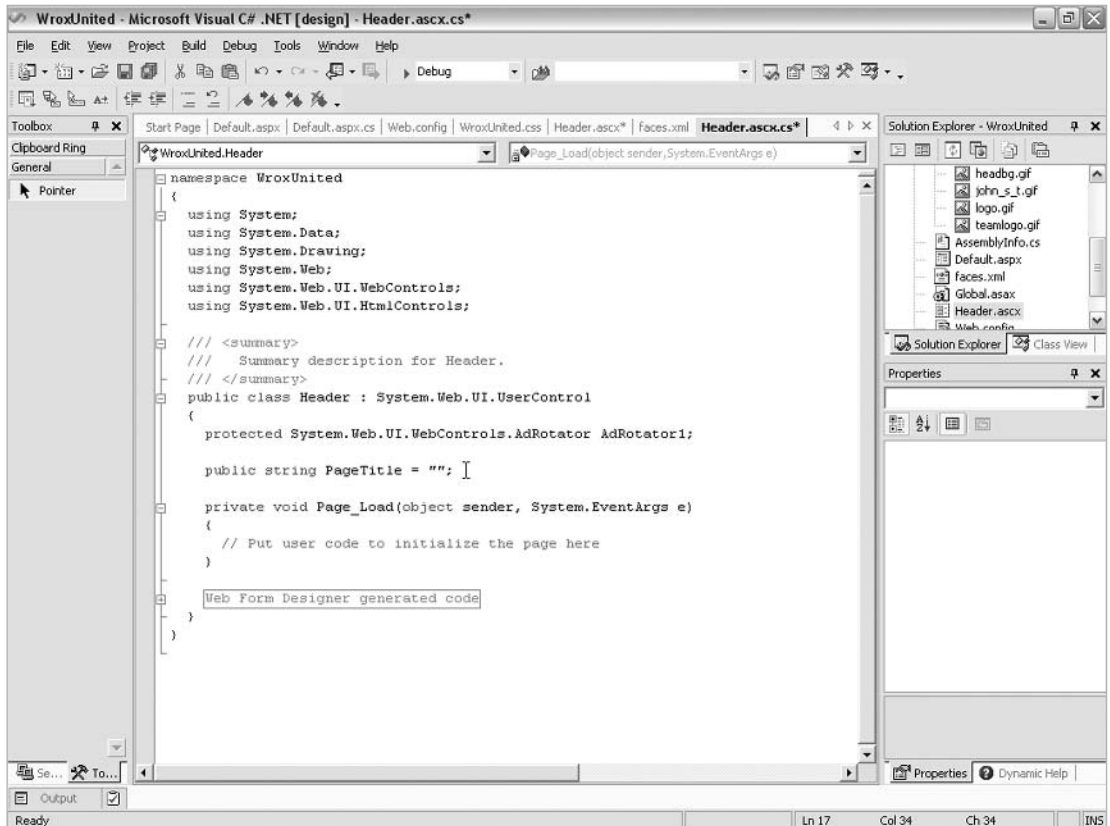 WroxUnited - Microsoft Visual C# .NET [design] - Header.ascx.cs*
File Edit View Project Build Debug Tools Window Help
Debug
Toolbox
Clipboard Ring
General
Pointer
Start Page | Default.aspx | Default.aspx.cs | Web.config | WroxUnited.css | Header.ascx* | faces.xml Header.ascx.cs*
WroxUnited.Header
Page_Load(object sender,System.EventArgs e)
namespace WroxUnited
{
using System;
using System.Data;
using System.Drawing;
using System.Web;
using System.Web.UI.WebControls;
using System.Web.UI.HtmlControls;
/// <summary>
/// Summary description for Header.
/// </summary>
public class Header : System.Web.UI.UserControl
{
protected System.Web.UI.WebControls.AdRotator AdRotator1;
public string PageTitle = "";
private void Page_Load(object sender, System.EventArgs e)
{
// Put user code to initialize the page here
}
Web Form Designer generated code
}
}
Solution Explorer - WroxUnited
headbg.gif
john_s_t.gif
logo.gif
teamlogo.gif
AssemblyInfo.cs
Default.aspx
faces.xml
Global.asax
Header.ascx
Web.config
Solution Explorer Class View
Properties
Properties Dynamic Help
Se... To...
Output
Ready
Ln 17 Col 34 Ch 34 INS